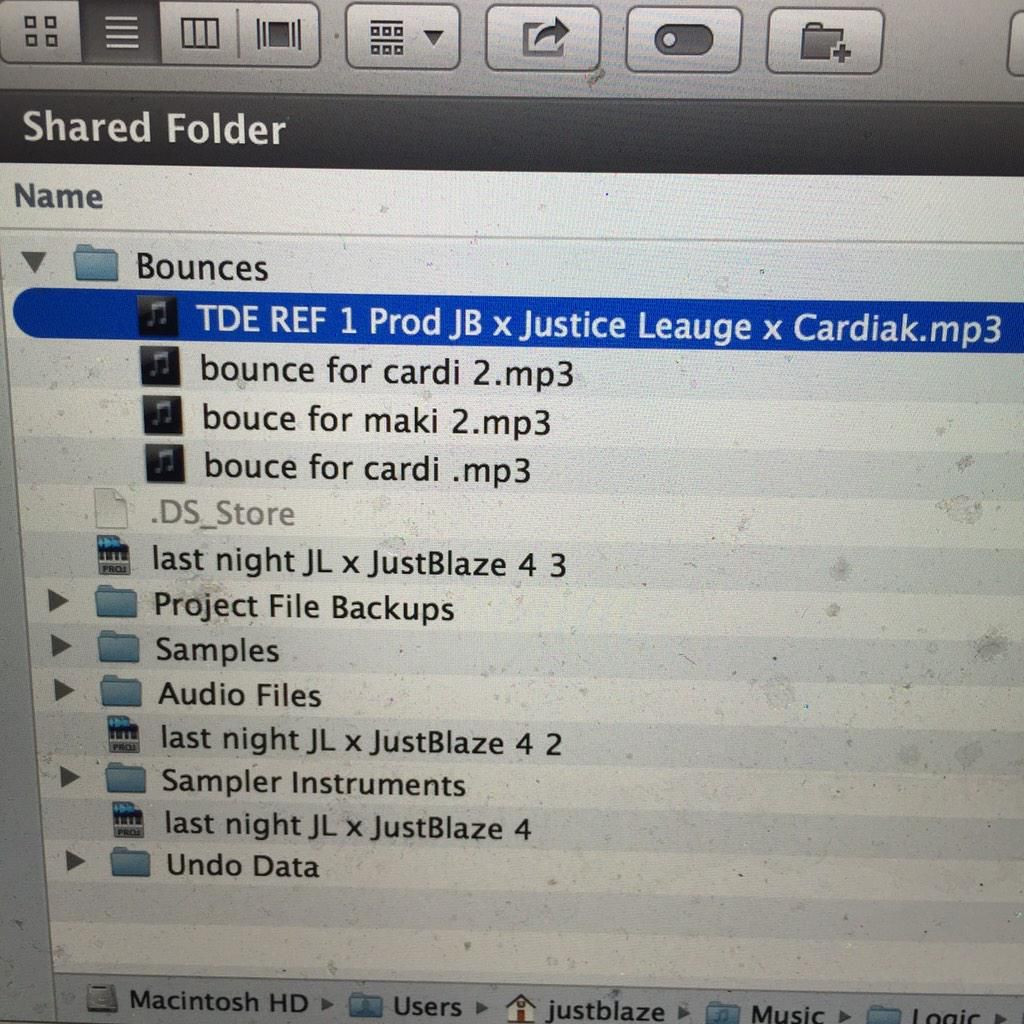 Shared Folder
Name
Bounces
TDE REF 1 Prod JB x Justice Leauge x Cardiak.mp3
bounce for cardi 2.mp3
bouce for maki 2.mp3
bouce for cardi .mp3
.DS_Store
last night JL x JustBlaze 4 3
Project File Backups
Samples
Audio Files
last night JL x JustBlaze 4 2
Sampler Instruments
last night JL x JustBlaze 4
Undo Data
Macintosh HD ▸ Users ▸ justblaze ▸ Music ▸ Logic ▸